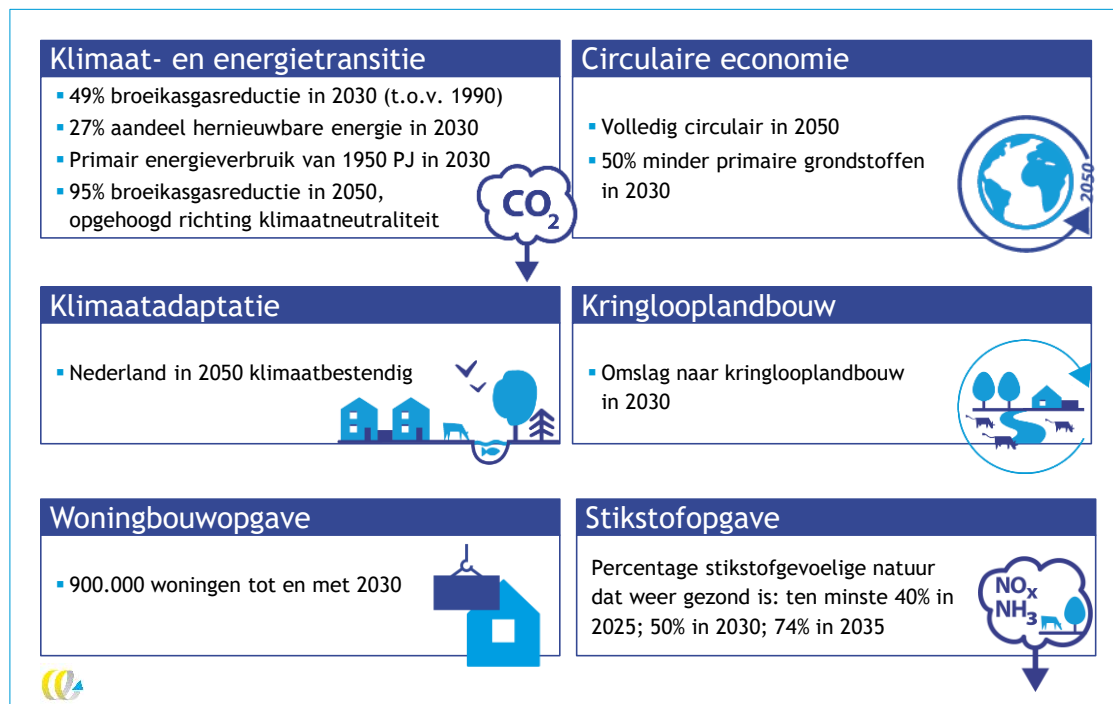 Klimaat- en energietransitie
▪ 49% broeikasgasreductie in 2030 (t.o.v. 1990)
▪ 27% aandeel hernieuwbare energie in 2030
▪ Primair energieverbruik van 1950 PJ in 2030
▪ 95% broeikasgasreductie in 2050,
opgehoogd richting klimaatneutraliteit
CO₂
Circulaire economie
▪ Volledig circulair in 2050
▪ 50% minder primaire grondstoffen
in 2030
2050
Klimaatadaptatie
▪ Nederland in 2050 klimaatbestendig
Kringlooplandbouw
▪ Omslag naar kringlooplandbouw
in 2030
Woningbouwopgave
▪ 900.000 woningen tot en met 2030
Stikstofopgave
Percentage stikstofgevoelige natuur
dat weer gezond is: ten minste 40% in
2025; 50% in 2030; 74% in 2035
NOₓ
NH₃